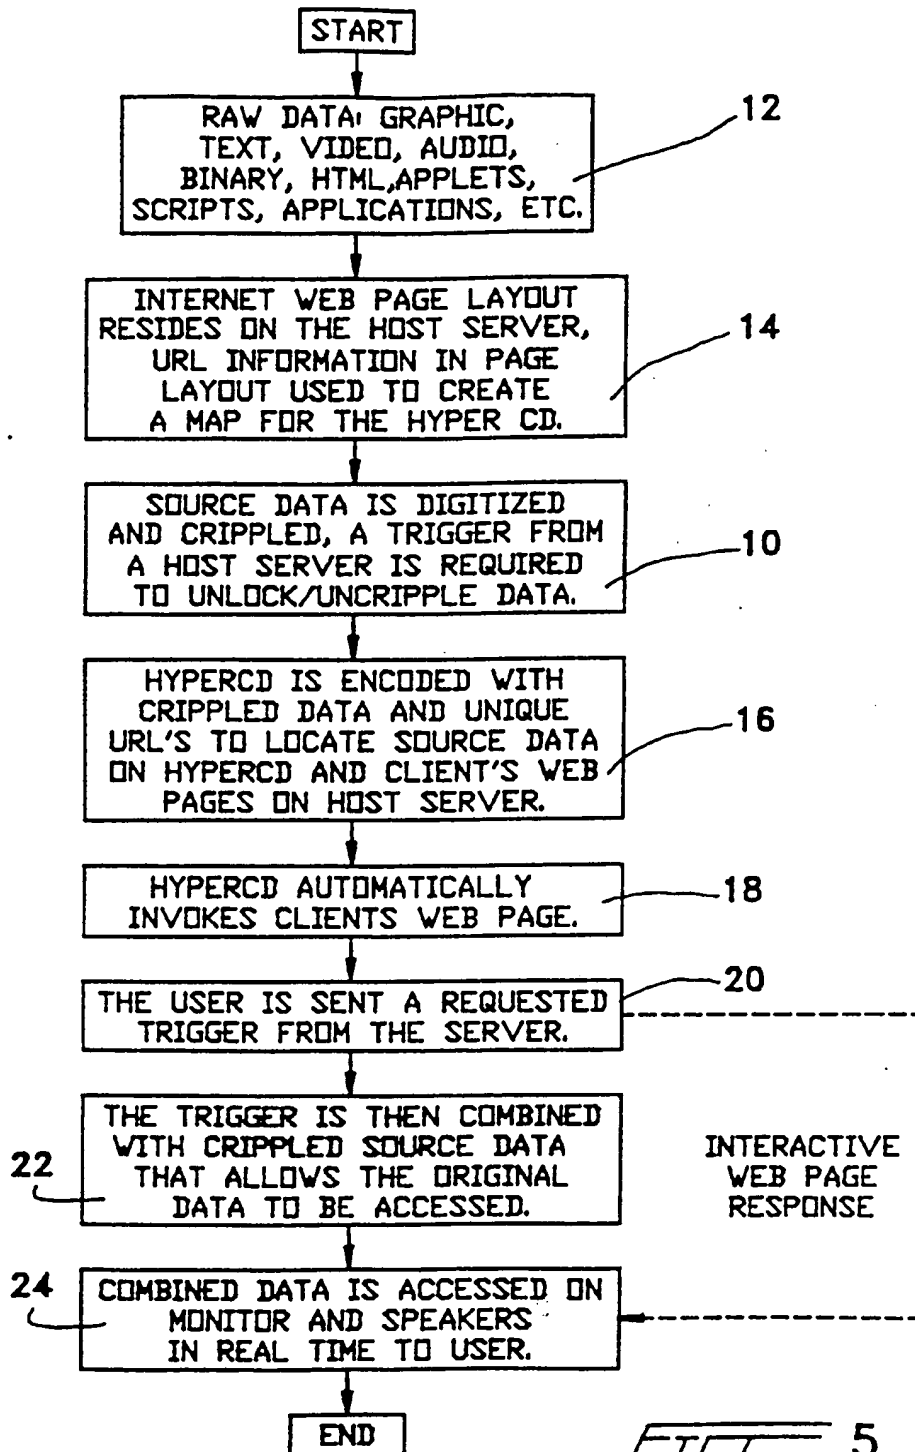 START
RAW DATA: GRAPHIC,
TEXT, VIDEO, AUDIO,
BINARY, HTML,APPLETS,
SCRIPTS, APPLICATIONS, ETC.
12
INTERNET WEB PAGE LAYOUT
RESIDES ON THE HOST SERVER,
URL INFORMATION IN PAGE
LAYOUT USED TO CREATE
A MAP FOR THE HYPER CD.
14
SOURCE DATA IS DIGITIZED
AND CRIPPLED, A TRIGGER FROM
A HOST SERVER IS REQUIRED
TO UNLOCK/UNCRIPPLE DATA.
10
HYPERCD IS ENCODED WITH
CRIPPLED DATA AND UNIQUE
URL'S TO LOCATE SOURCE DATA
ON HYPERCD AND CLIENT'S WEB
PAGES ON HOST SERVER.
16
HYPERCD AUTOMATICALLY
INVOKES CLIENTS WEB PAGE.
18
THE USER IS SENT A REQUESTED
TRIGGER FROM THE SERVER.
20
THE TRIGGER IS THEN COMBINED
WITH CRIPPLED SOURCE DATA
THAT ALLOWS THE ORIGINAL
DATA TO BE ACCESSED.
22
INTERACTIVE
WEB PAGE
RESPONSE
24
COMBINED DATA IS ACCESSED ON
MONITOR AND SPEAKERS
IN REAL TIME TO USER.
END
5